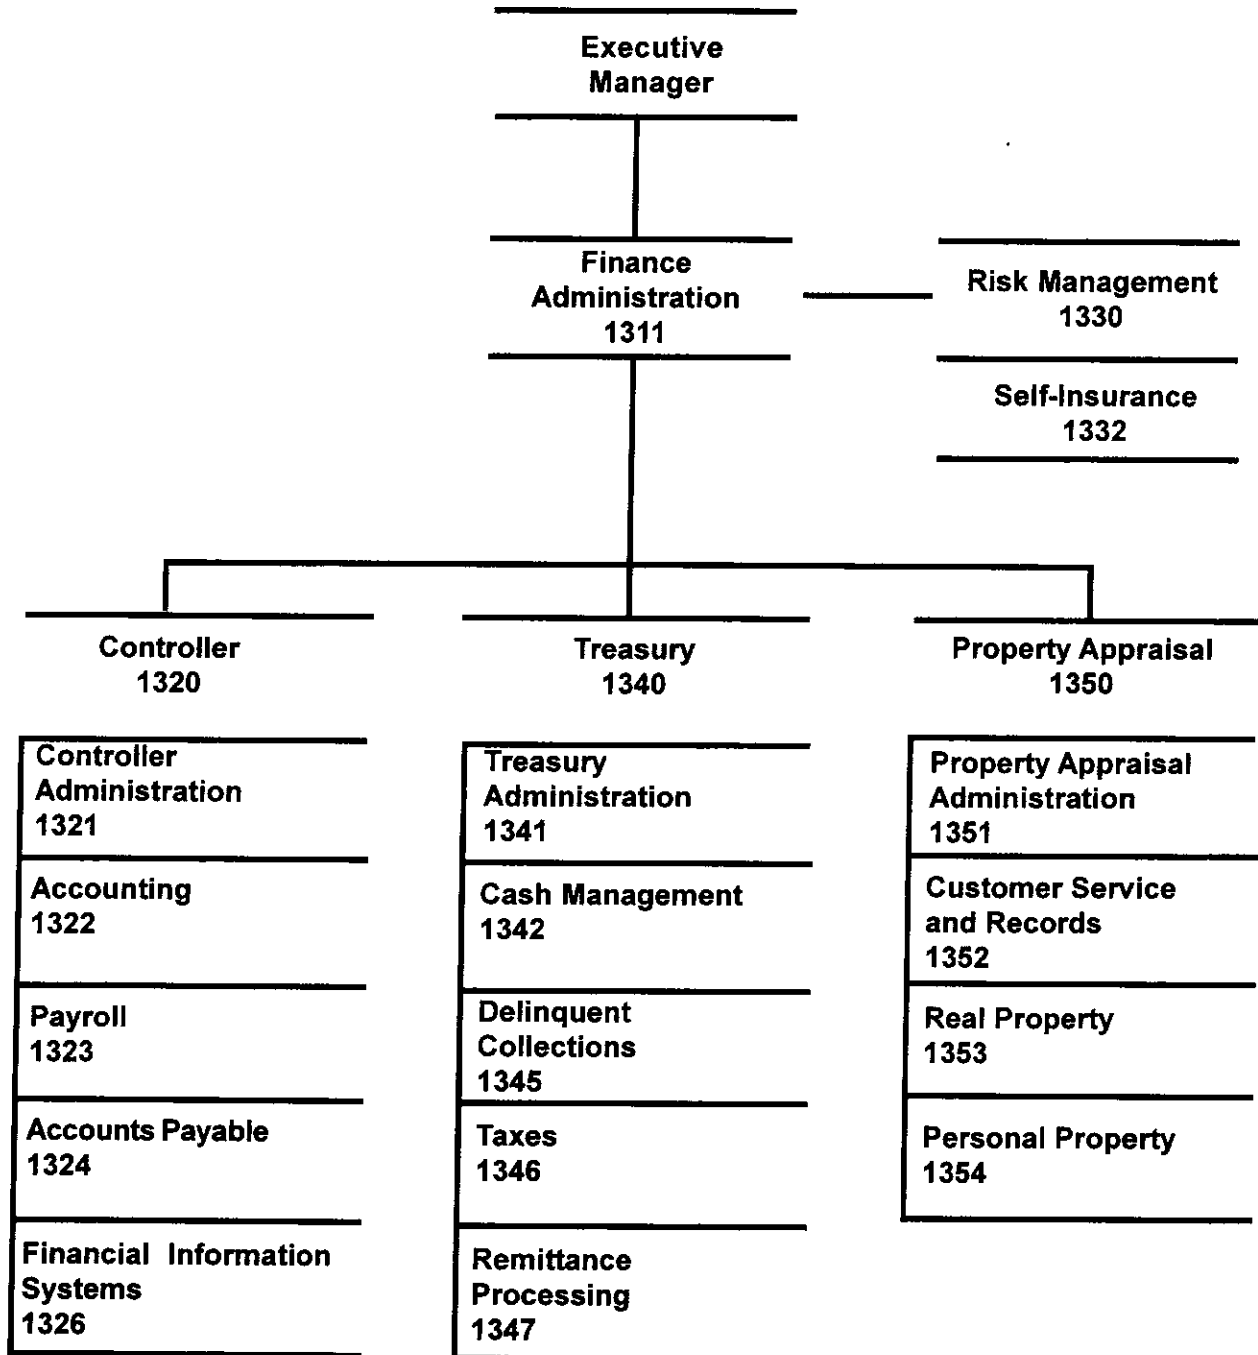 Executive
Manager
Finance
Administration
1311
Risk Management
1330
Self-Insurance
1332
Controller
1320
Controller
Administration
1321
Accounting
1322
Payroll
1323
Accounts Payable
1324
Financial Information
Systems
1326
Treasury
1340
Treasury
Administration
1341
Cash Management
1342
Delinquent
Collections
1345
Taxes
1346
Remittance
Processing
1347
Property Appraisal
1350
Property Appraisal
Administration
1351
Customer Service
and Records
1352
Real Property
1353
Personal Property
1354